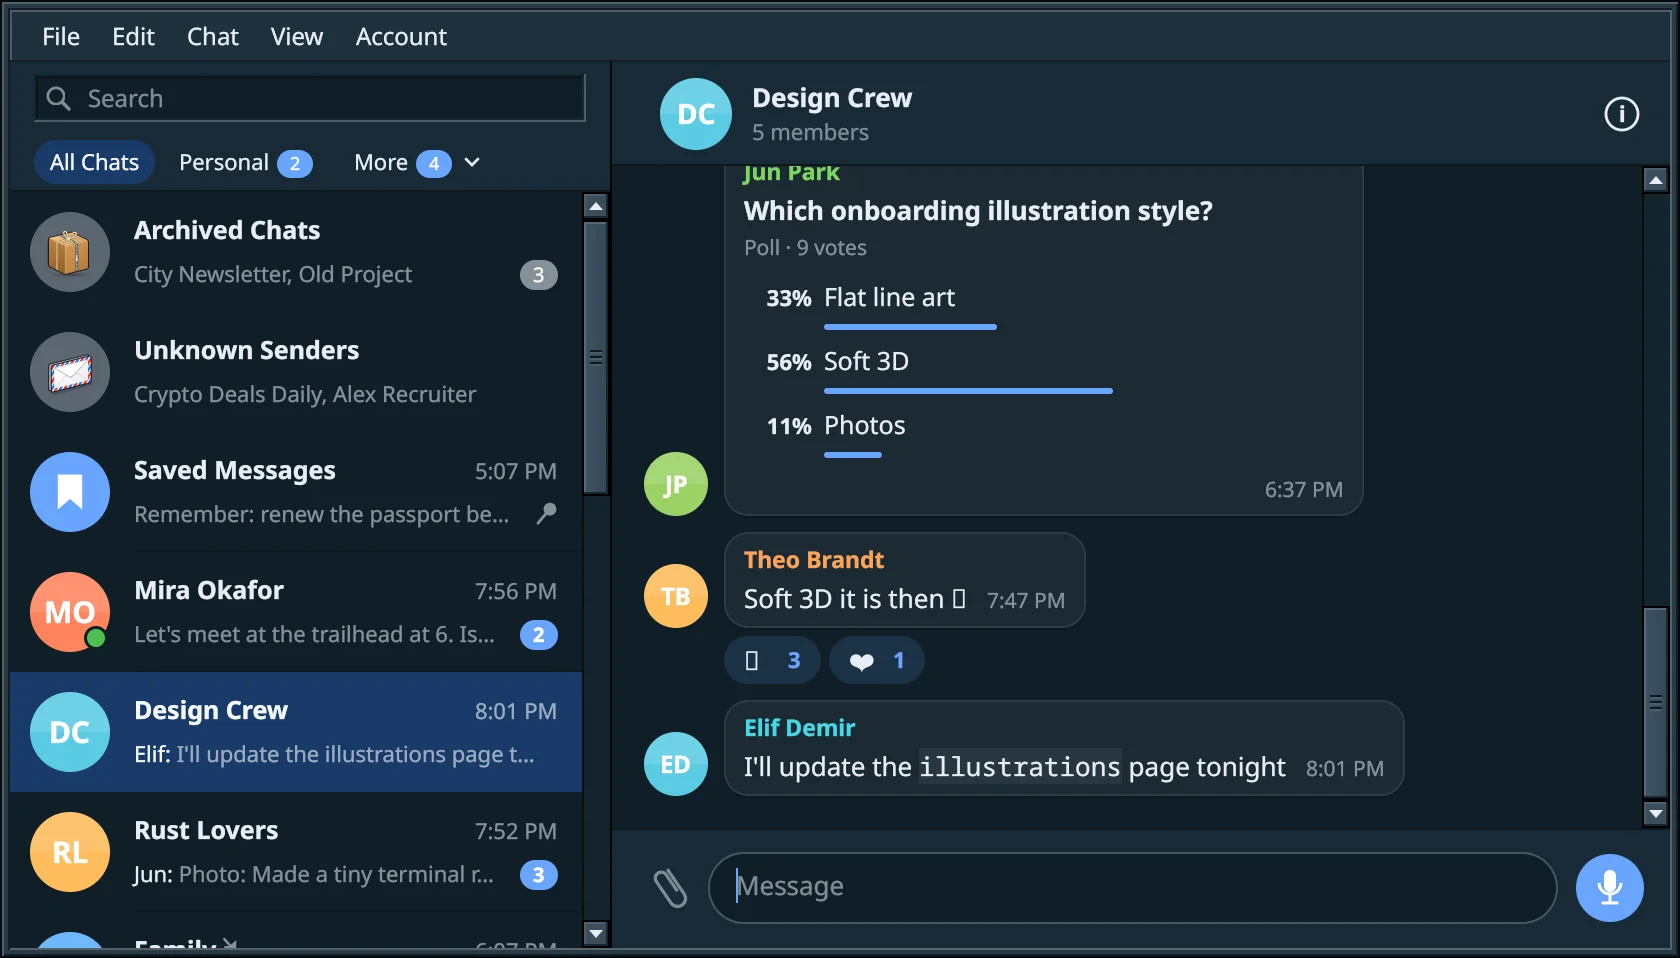 File Edit Chat View Account
Search
All Chats Personal 2 More 4
Archived Chats
City Newsletter, Old Project 3
Unknown Senders
Crypto Deals Daily, Alex Recruiter
Saved Messages 5:07 PM
Remember: renew the passport be...
MO
Mira Okafor 7:56 PM
Let's meet at the trailhead at 6. Is... 2
DC
Design Crew 8:01 PM
Elif: I'll update the illustrations page t...
RL
Rust Lovers 7:52 PM
Jun: Photo: Made a tiny terminal r... 3
Family 6:07 PM
DC
Design Crew
5 members
Jun Park
Which onboarding illustration style?
Poll · 9 votes
33% Flat line art
56% Soft 3D
11% Photos
JP
6:37 PM
Theo Brandt
TB
Soft 3D it is then 7:47 PM
3 ❤ 1
Elif Demir
ED
I'll update the illustrations page tonight 8:01 PM
Message